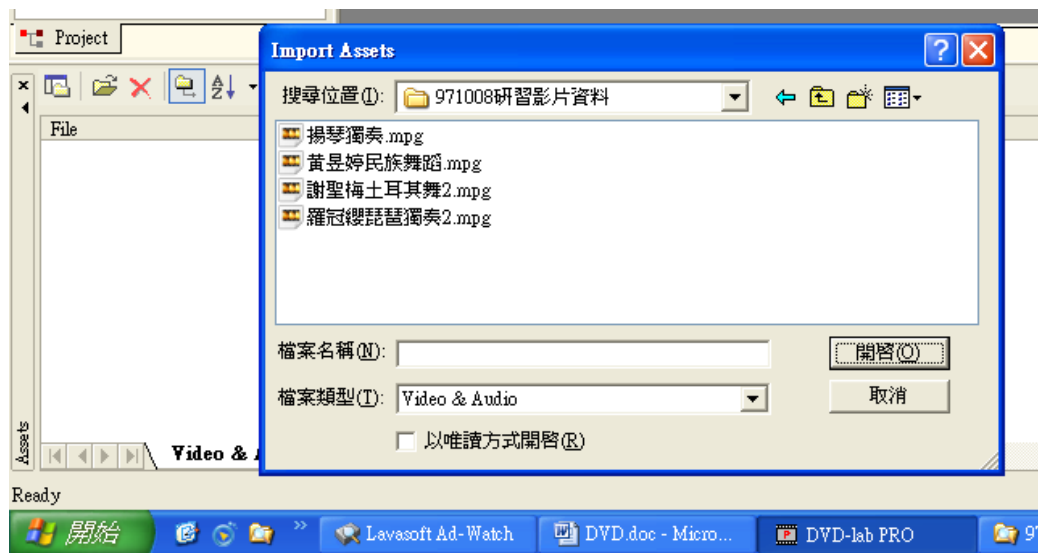 Project
Import Assets
搜尋位置(I): 971008研習影片資料
File
揚琴獨奏.mpg
黃昱婷民族舞蹈.mpg
謝聖梅土耳其舞2.mpg
羅冠纓琵琶獨奏2.mpg
檔案名稱(N):
開啓(O)
檔案類型(T): Video & Audio
取消
以唯讀方式開啓(R)
Assets
Video &
Ready
開始 Lavasoft Ad-Watch DVD.doc - Micro... DVD-lab PRO 9